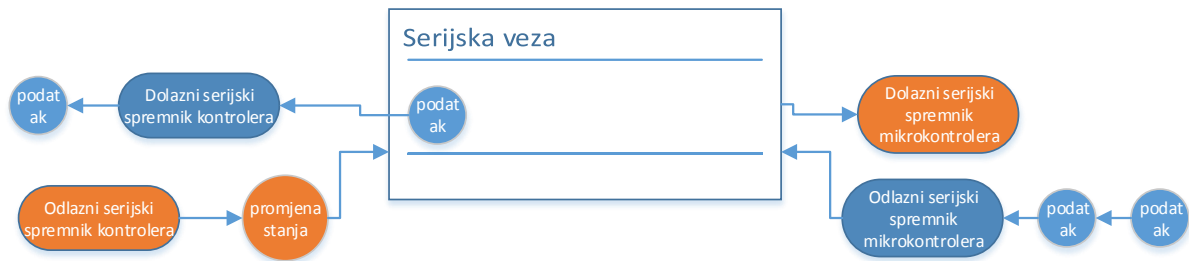 Serijska veza
podat
ak
Dolazni serijski
spremnik kontrolera
podat
ak
Dolazni serijski
spremnik
mikrokontrolera
Odlazni serijski
spremnik kontrolera
promjena
stanja
Odlazni serijski
spremnik
mikrokontrolera
podat
ak
podat
ak